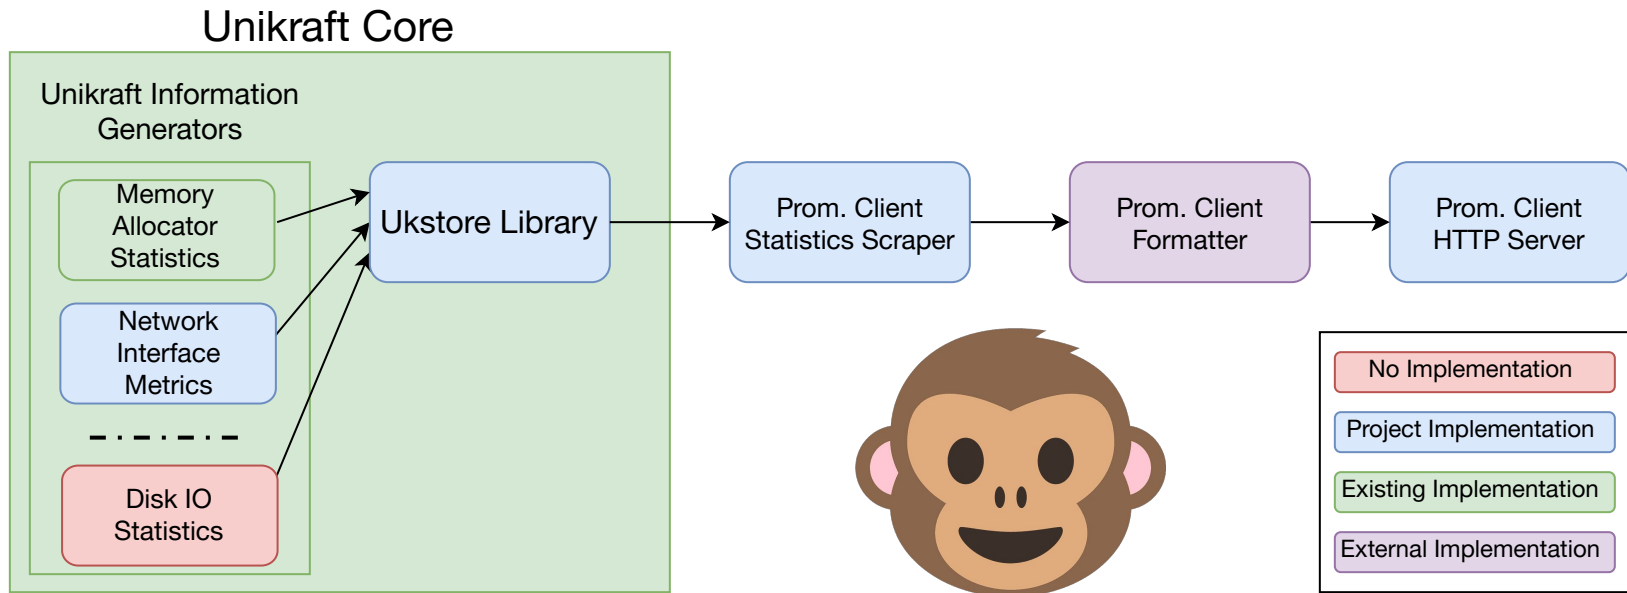 Unikraft Core
Unikraft Information
Generators
Memory
Allocator
Statistics
Network
Interface
Metrics
Disk IO
Statistics
Ukstore Library
Prom. Client
Statistics Scraper
Prom. Client
Formatter
Prom. Client
HTTP Server
No Implementation
Project Implementation
Existing Implementation
External Implementation